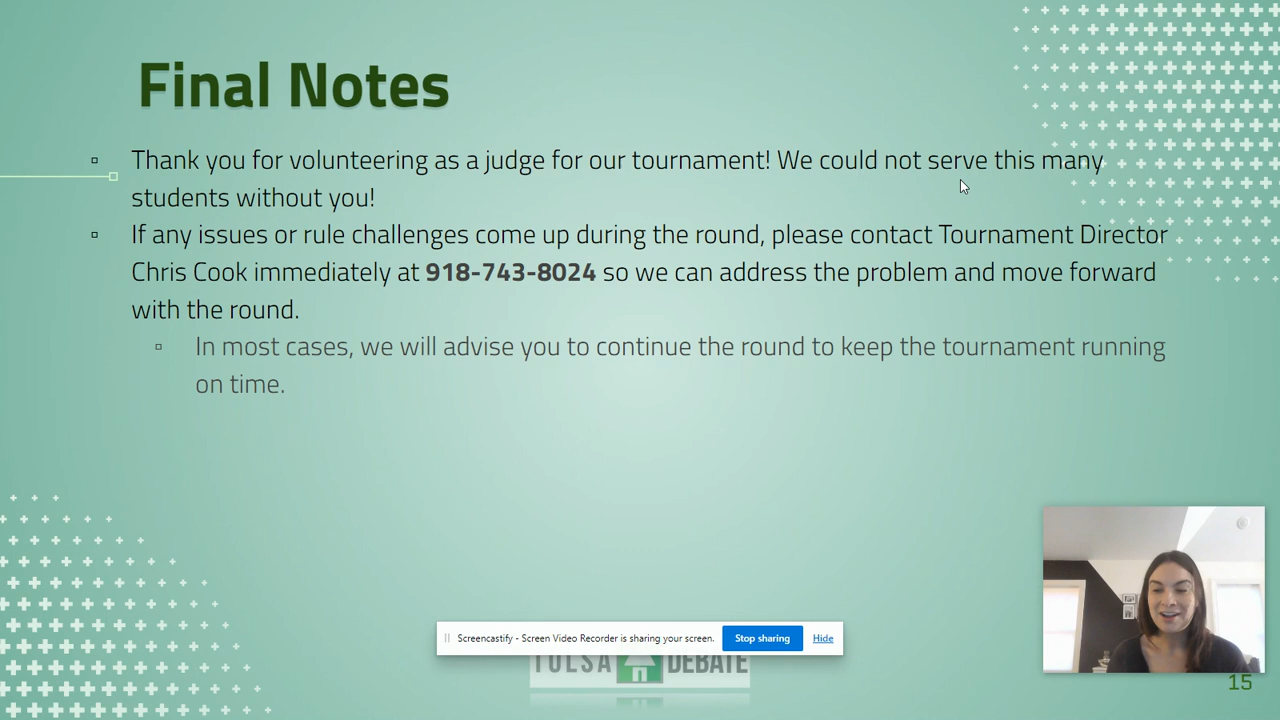 Final Notes
Thank you for volunteering as a judge for our tournament! We could not serve this many
students without you!
If any issues or rule challenges come up during the round, please contact Tournament Director
Chris Cook immediately at 918-743-8024 so we can address the problem and move forward
with the round.
In most cases, we will advise you to continue the round to keep the tournament running
on time.
Screencastify - Screen Video Recorder is sharing your screen. Stop sharing Hide
TULSA DEBATE
15